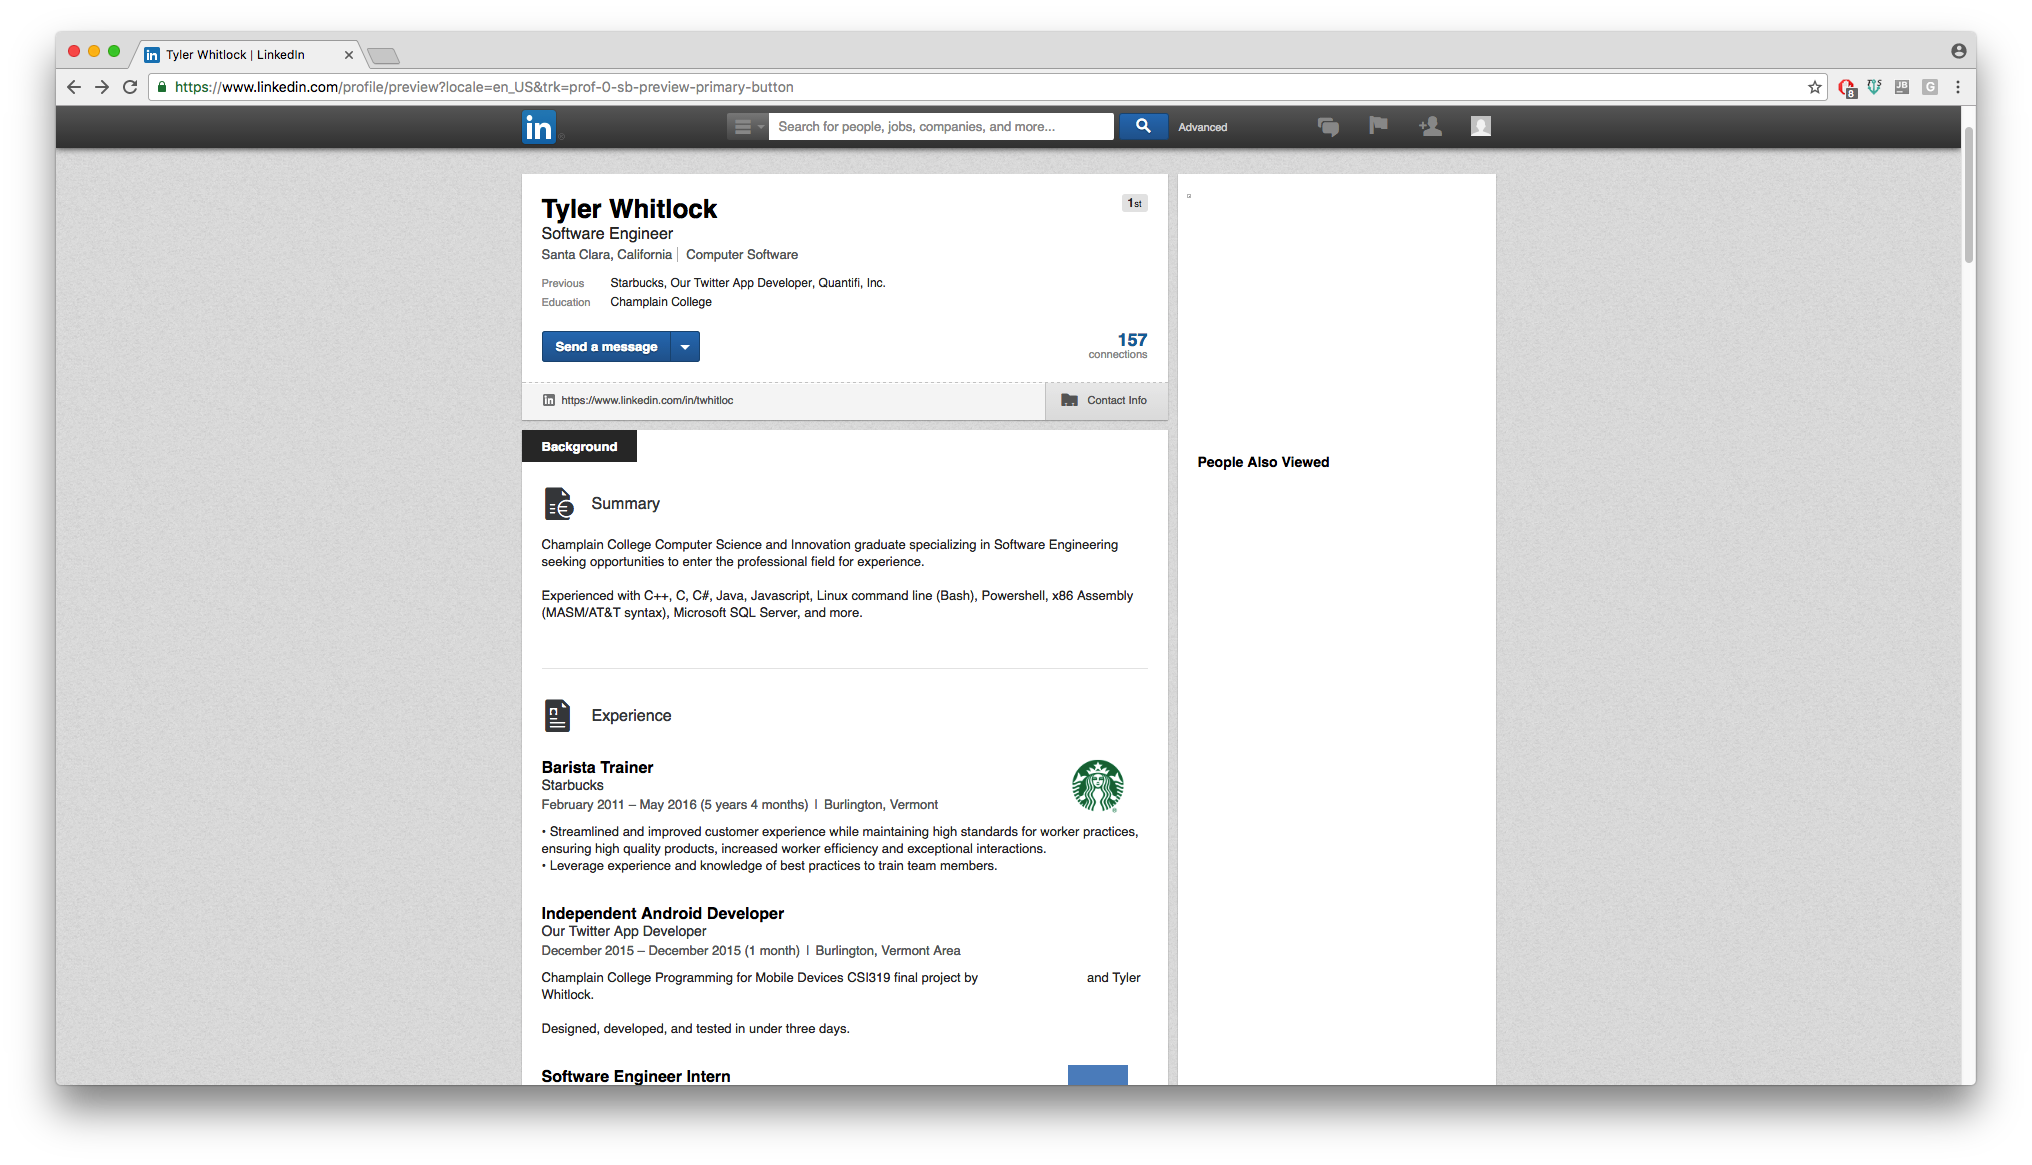 Tyler Whitlock | LinkedIn
https://www.linkedin.com/profile/preview?locale=en_US&trk=prof-0-sb-preview-primary-button
8
JB
G
in
Search for people, jobs, companies, and more...
Advanced
Tyler Whitlock
1st
Software Engineer
Santa Clara, California | Computer Software
Previous Starbucks, Our Twitter App Developer, Quantifi, Inc.
Education Champlain College
Send a message
157
connections
https://www.linkedin.com/in/twhitloc
Contact Info
Background
People Also Viewed
Summary
Champlain College Computer Science and Innovation graduate specializing in Software Engineering
seeking opportunities to enter the professional field for experience.
Experienced with C++, C, C#, Java, Javascript, Linux command line (Bash), Powershell, x86 Assembly
(MASM/AT&T syntax), Microsoft SQL Server, and more.
Experience
Barista Trainer
Starbucks
February 2011 – May 2016 (5 years 4 months) | Burlington, Vermont
• Streamlined and improved customer experience while maintaining high standards for worker practices,
ensuring high quality products, increased worker efficiency and exceptional interactions.
• Leverage experience and knowledge of best practices to train team members.
Independent Android Developer
Our Twitter App Developer
December 2015 – December 2015 (1 month) | Burlington, Vermont Area
Champlain College Programming for Mobile Devices CSI319 final project by and Tyler
Whitlock.
Designed, developed, and tested in under three days.
Software Engineer Intern